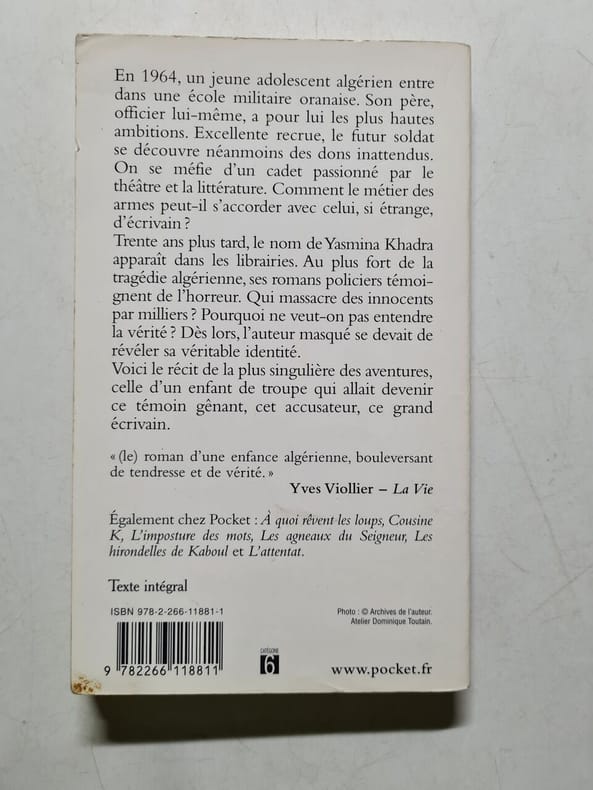 En 1964, un jeune adolescent algérien entre
dans une école militaire oranaise. Son père,
officier lui-même, a pour lui les plus hautes
ambitions. Excellente recrue, le futur soldat
se découvre néanmoins des dons inattendus.
On se méfie d'un cadet passionné par le
théâtre et la littérature. Comment le métier des
armes peut-il s'accorder avec celui, si étrange,
d'écrivain ?
Trente ans plus tard, le nom de Yasmina Khadra
apparaît dans les librairies. Au plus fort de la
tragédie algérienne, ses romans policiers témoi-
gnent de l'horreur. Qui massacre des innocents
par milliers ? Pourquoi ne veut-on pas entendre
la vérité ? Dès lors, l'auteur masqué se devait de
révéler sa véritable identité.
Voici le récit de la plus singulière des aventures,
celle d'un enfant de troupe qui allait devenir
ce témoin gênant, cet accusateur, ce grand
écrivain.
« (le) roman d'une enfance algérienne, bouleversant
de tendresse et de vérité. »
Yves Viollier – La Vie
Également chez Pocket : À quoi rêvent les loups, Cousine
K, L'imposture des mots, Les agneaux du Seigneur, Les
hirondelles de Kaboul et L'attentat.
Texte intégral
ISBN 978-2-266-11881-1
Photo : © Archives de l'auteur.
Atelier Dominique Toutain.
CATÉGORIE
6
9 782266 118811
www.pocket.fr